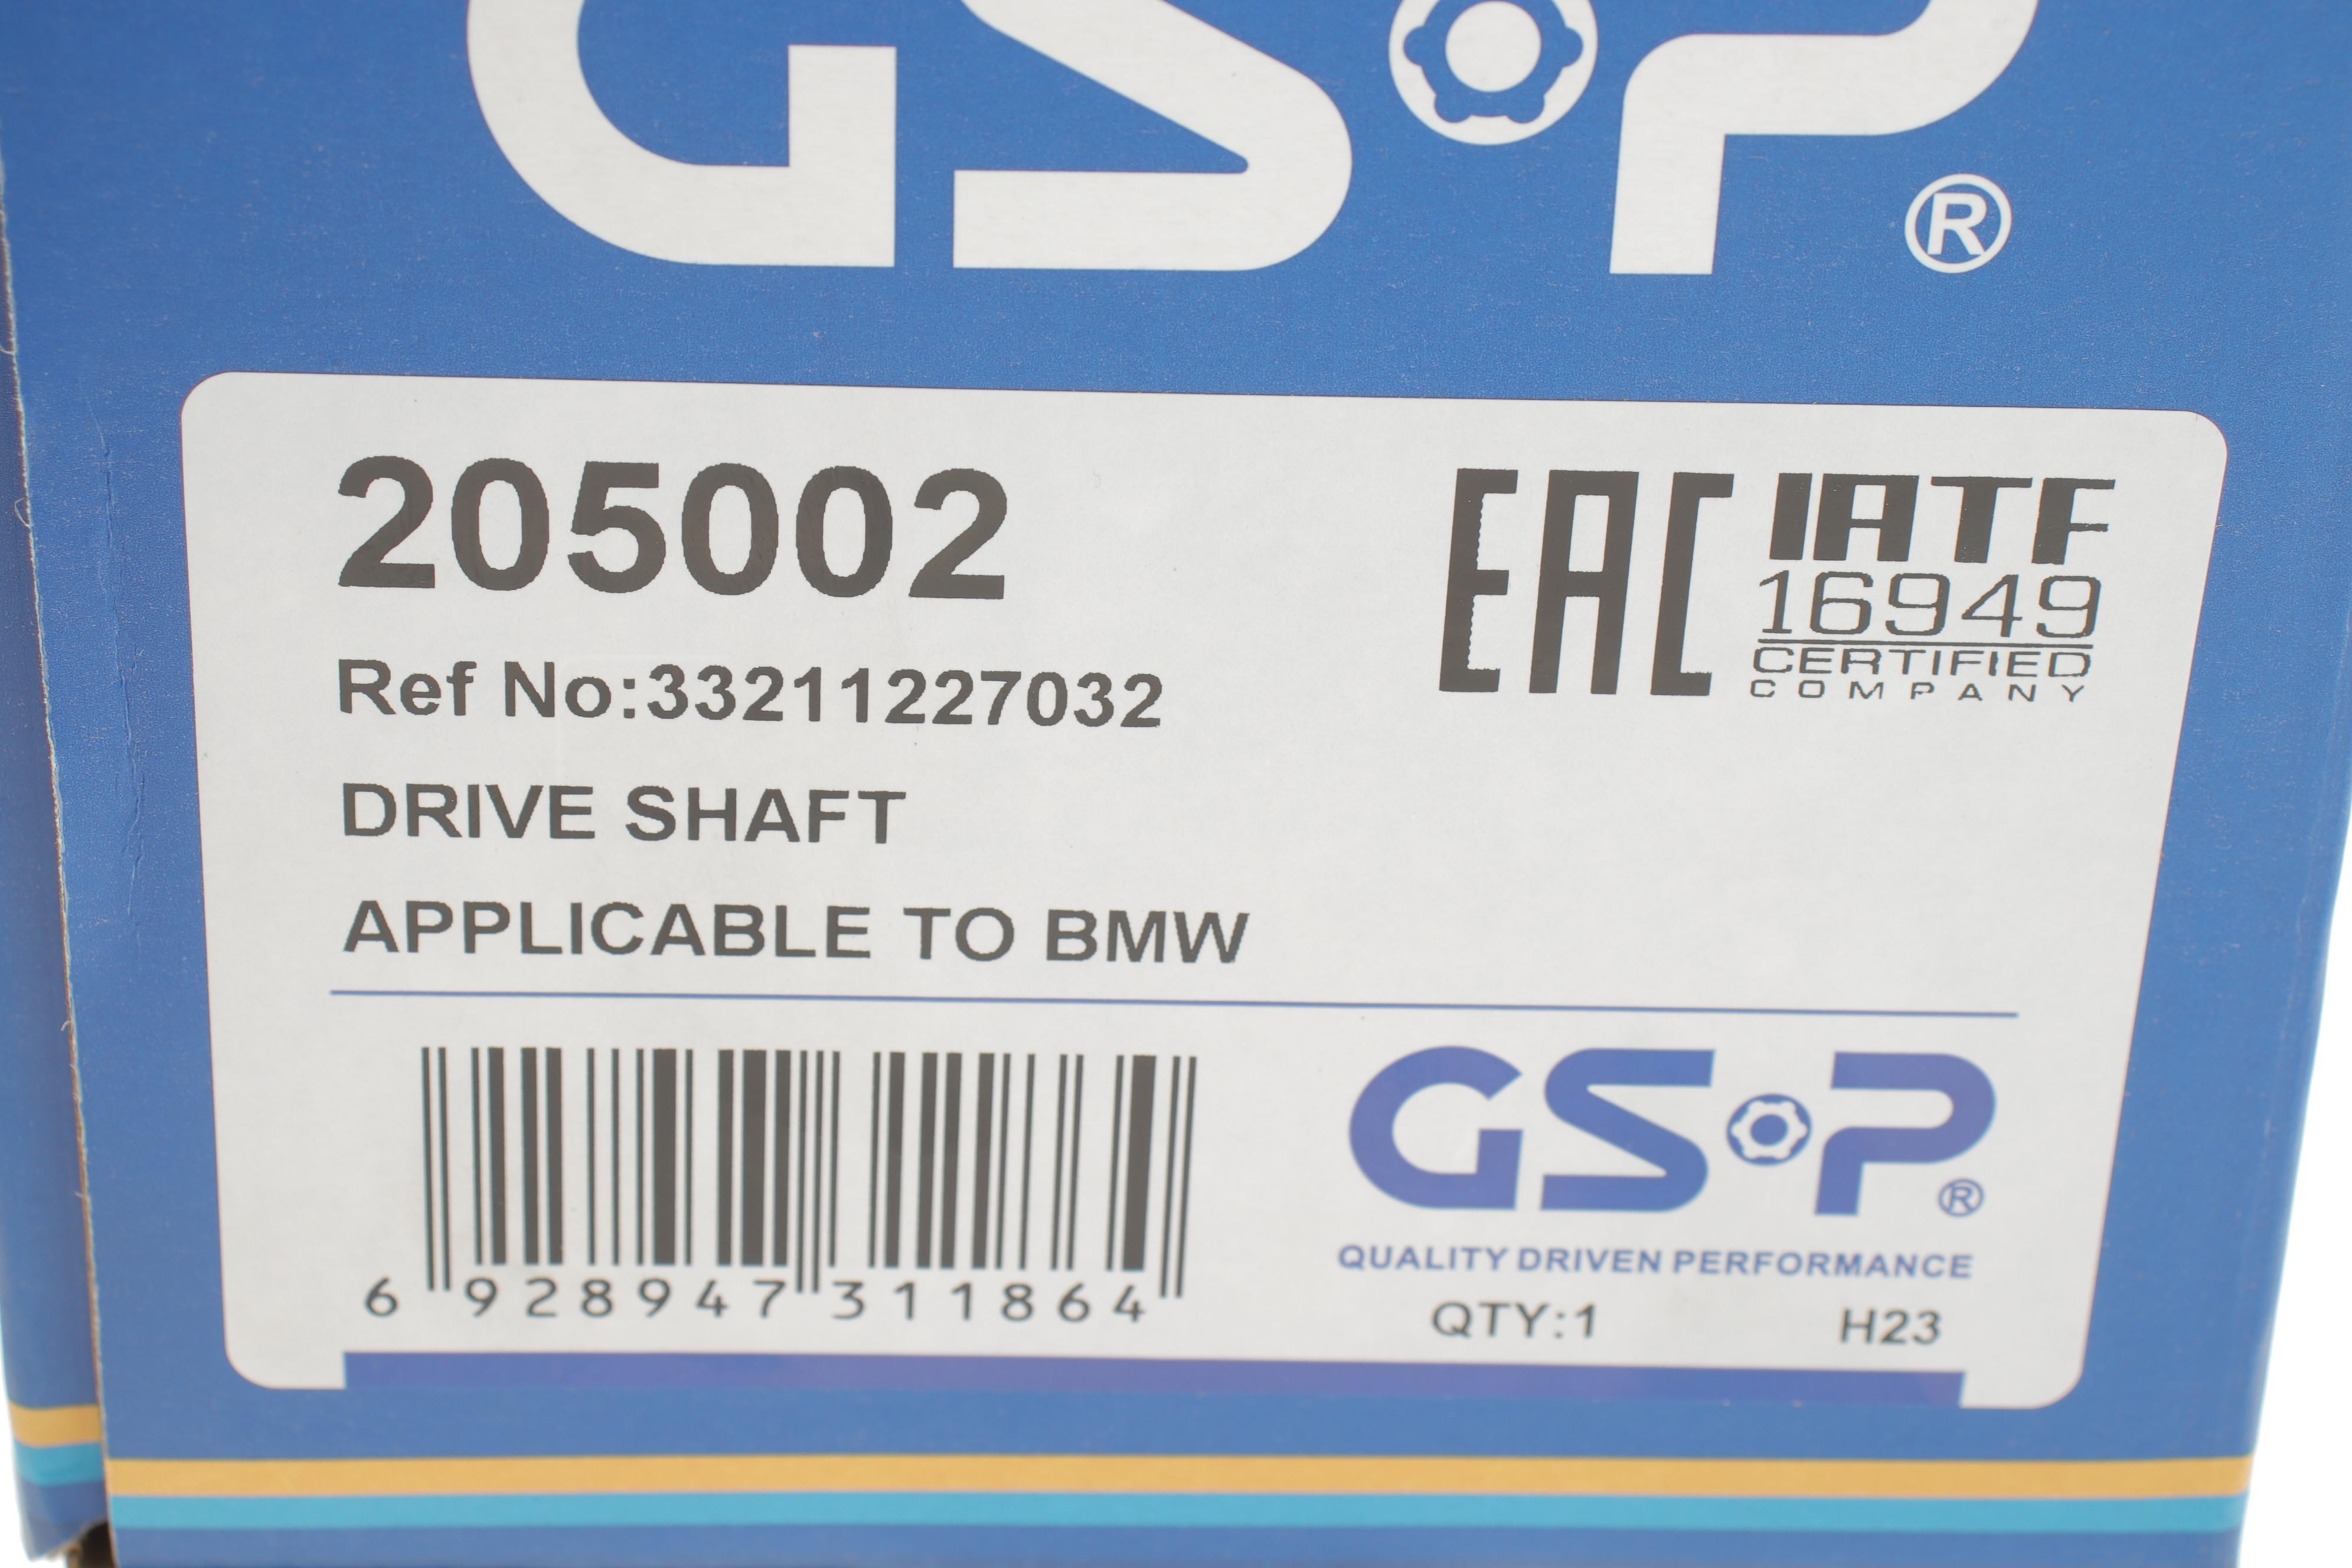 GSP®
205002
EAC
IATF
16949
CERTIFIED
COMPANY
Ref No:33211227032
DRIVE SHAFT
APPLICABLE TO BMW
GSP®
QUALITY DRIVEN PERFORMANCE
6 928947 311864
QTY:1 H23